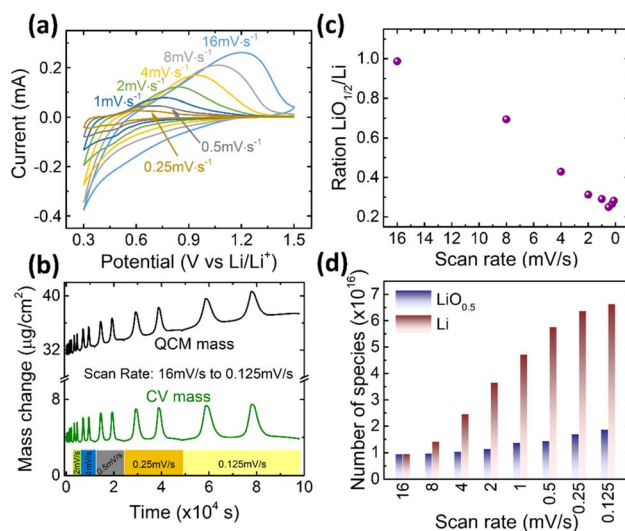 (a)
16mV·s⁻¹
8mV·s⁻¹
4mV·s⁻¹
2mV·s⁻¹
1mV·s⁻¹
0.5mV·s⁻¹
0.25mV·s⁻¹
0.2
0.0
-0.2
-0.4
Current (mA)
0.3 0.6 0.9 1.2 1.5
Potential (V vs Li/Li⁺)
(b)
40
36
32
8
4
Mass change (µg/cm²)
QCM mass
Scan Rate: 16mV/s to 0.125mV/s
CV mass
2mV/s
1mV/s
0.5mV/s
0.25mV/s
0.125mV/s
0 2 4 6 8 10
Time (×10⁴ s)
(c)
1.0
0.8
0.6
0.4
0.2
Ration LiO₁/₂/Li
16 14 12 10 8 6 4 2 0
Scan rate (mV/s)
(d)
LiO₀.₅
Li
7
6
5
4
3
2
1
0
Number of species (x10¹⁶)
16 8 4 2 1 0.5 0.25 0.125
Scan rate (mV/s)